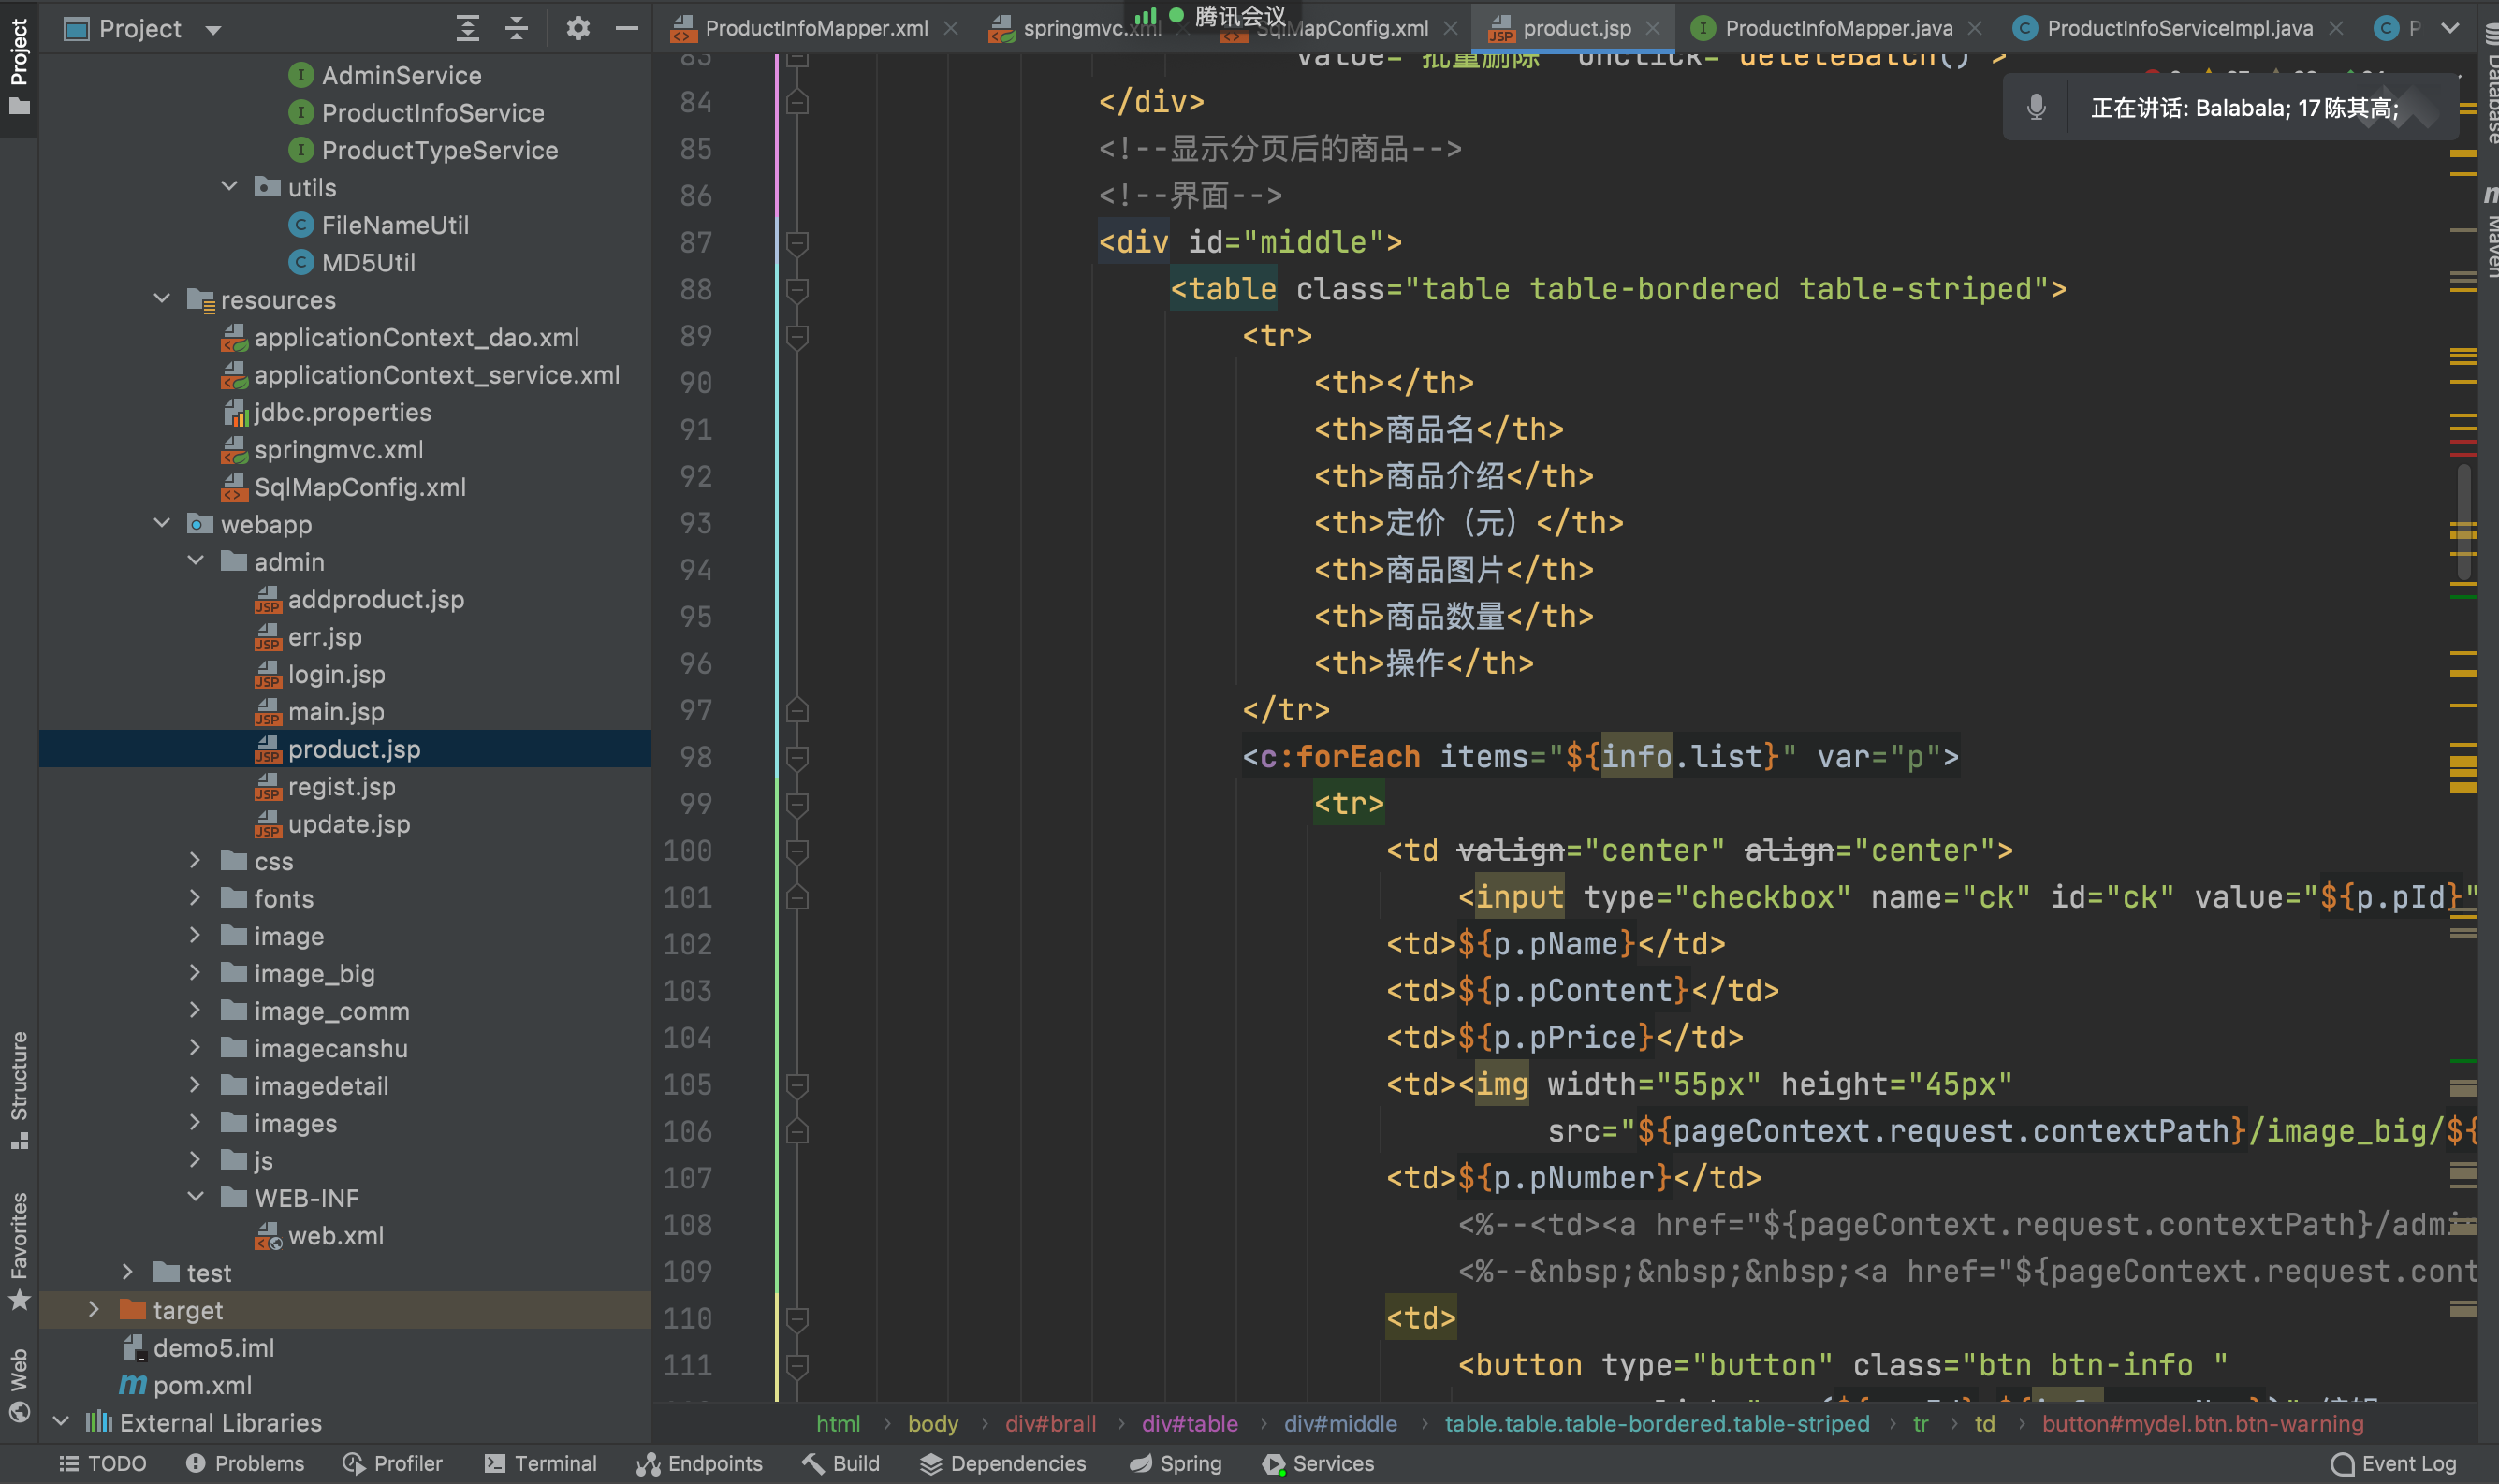 Project
ProductInfoMapper.xml
springmvc.xml
SqlMapConfig.xml
product.jsp
ProductInfoMapper.java
ProductInfoServiceImpl.java
P
腾讯会议
正在讲话: Balabala; 17陈其高;
Project
Structure
Favorites
Web
Database
Maven
AdminService
ProductInfoService
ProductTypeService
utils
FileNameUtil
MD5Util
resources
applicationContext_dao.xml
applicationContext_service.xml
jdbc.properties
springmvc.xml
SqlMapConfig.xml
webapp
admin
addproduct.jsp
err.jsp
login.jsp
main.jsp
product.jsp
regist.jsp
update.jsp
css
fonts
image
image_big
image_comm
imagecanshu
imagedetail
images
js
WEB-INF
web.xml
test
target
demo5.iml
pom.xml
External Libraries
83 value="批量删除" onclick="deleteBatch()">
84 </div>
85 <!--显示分页后的商品-->
86 <!--界面-->
87 <div id="middle">
88 <table class="table table-bordered table-striped">
89 <tr>
90 <th></th>
91 <th>商品名</th>
92 <th>商品介绍</th>
93 <th>定价（元）</th>
94 <th>商品图片</th>
95 <th>商品数量</th>
96 <th>操作</th>
97 </tr>
98 <c:forEach items="${info.list}" var="p">
99 <tr>
100 <td valign="center" align="center">
101 <input type="checkbox" name="ck" id="ck" value="${p.pId}"
102 <td>${p.pName}</td>
103 <td>${p.pContent}</td>
104 <td>${p.pPrice}</td>
105 <td><img width="55px" height="45px"
106 src="${pageContext.request.contextPath}/image_big/${
107 <td>${p.pNumber}</td>
108 <%--<td><a href="${pageContext.request.contextPath}/admi
109 <%--&nbsp;&nbsp;&nbsp;<a href="${pageContext.request.cont
110 <td>
111 <button type="button" class="btn btn-info "
html › body › div#brall › div#table › div#middle › table.table.table-bordered.table-striped › tr › td › button#mydel.btn.btn-warning
TODO
Problems
Profiler
Terminal
Endpoints
Build
Dependencies
Spring
Services
Event Log